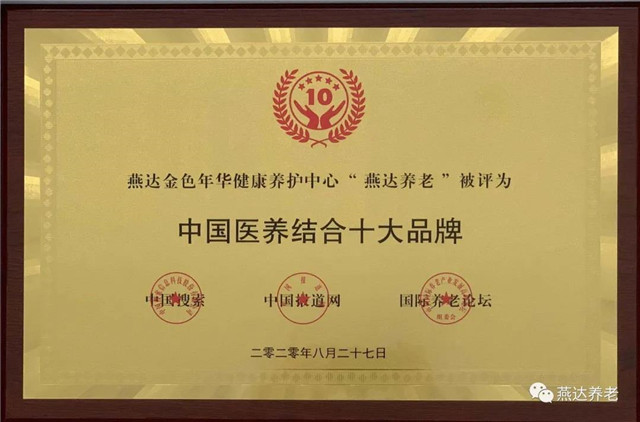 10
燕达金色年华健康养护中心“燕达养老”被评为
中国医养结合十大品牌
中国搜索 中国报道网 国际养老论坛
组委会
二零二零年八月二十七日
燕达养老